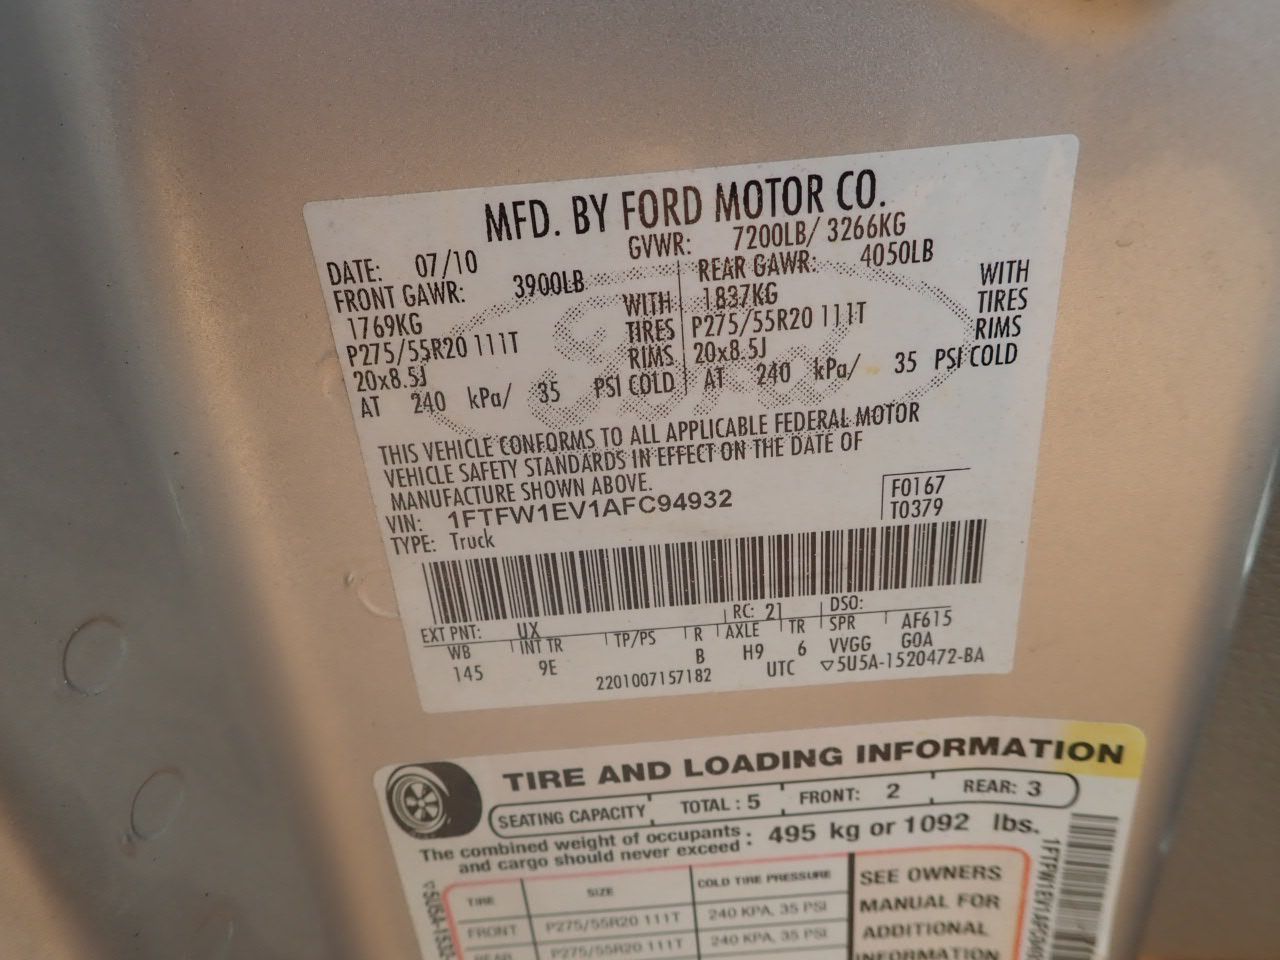 MFD. BY FORD MOTOR CO.
DATE: 07/10 GVWR: 7200LB/ 3266KG
FRONT GAWR: 3900LB REAR GAWR: 4050LB
1769KG WITH 1837KG WITH
P275/55R20 111T TIRES P275/55R20 111T TIRES
20x8.5J RIMS 20x8.5J RIMS
AT 240 kPa/ 35 PSI COLD AT 240 kPa/ 35 PSI COLD
THIS VEHICLE CONFORMS TO ALL APPLICABLE FEDERAL MOTOR
VEHICLE SAFETY STANDARDS IN EFFECT ON THE DATE OF
MANUFACTURE SHOWN ABOVE.
VIN: 1FTFW1EV1AFC94932 F0167
TYPE: Truck T0379
EXT PNT: UX RC: 21 DSO:
WB INT TR TP/PS R AXLE TR SPR AF615
145 9E B H9 6 VVGG GOA
2201007157182 UTC ▽5U5A-1520472-BA
TIRE AND LOADING INFORMATION
SEATING CAPACITY TOTAL : 5 FRONT: 2 REAR: 3
The combined weight of occupants : 495 kg or 1092 lbs.
and cargo should never exceed :
TIRE SIZE COLD TIRE PRESSURE SEE OWNERS
FRONT P275/55R20 111T 240 KPA, 35 PSI MANUAL FOR
REAR P275/55R20 111T 240 KPA, 35 PSI ADDITIONAL
INFORMATION